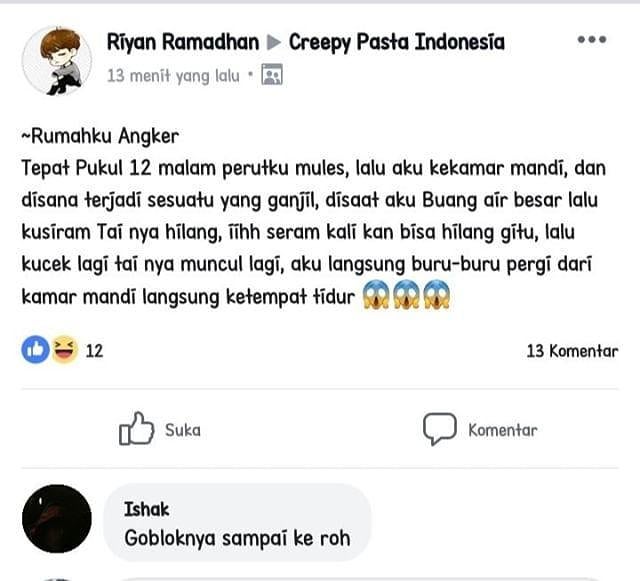 Riyan Ramadhan ▶ Creepy Pasta Indonesia
13 menit yang lalu •
~Rumahku Angker
Tepat Pukul 12 malam perutku mules, lalu aku kekamar mandi, dan
disana terjadi sesuatu yang ganjil, disaat aku Buang air besar lalu
kusiram Tai nya hilang, iihh seram kali kan bisa hilang gitu, lalu
kucek lagi tai nya muncul lagi, aku langsung buru-buru pergi dari
kamar mandi langsung ketempat tidur 😱😱😱
12
13 Komentar
Suka
Komentar
Ishak
Gobloknya sampai ke roh